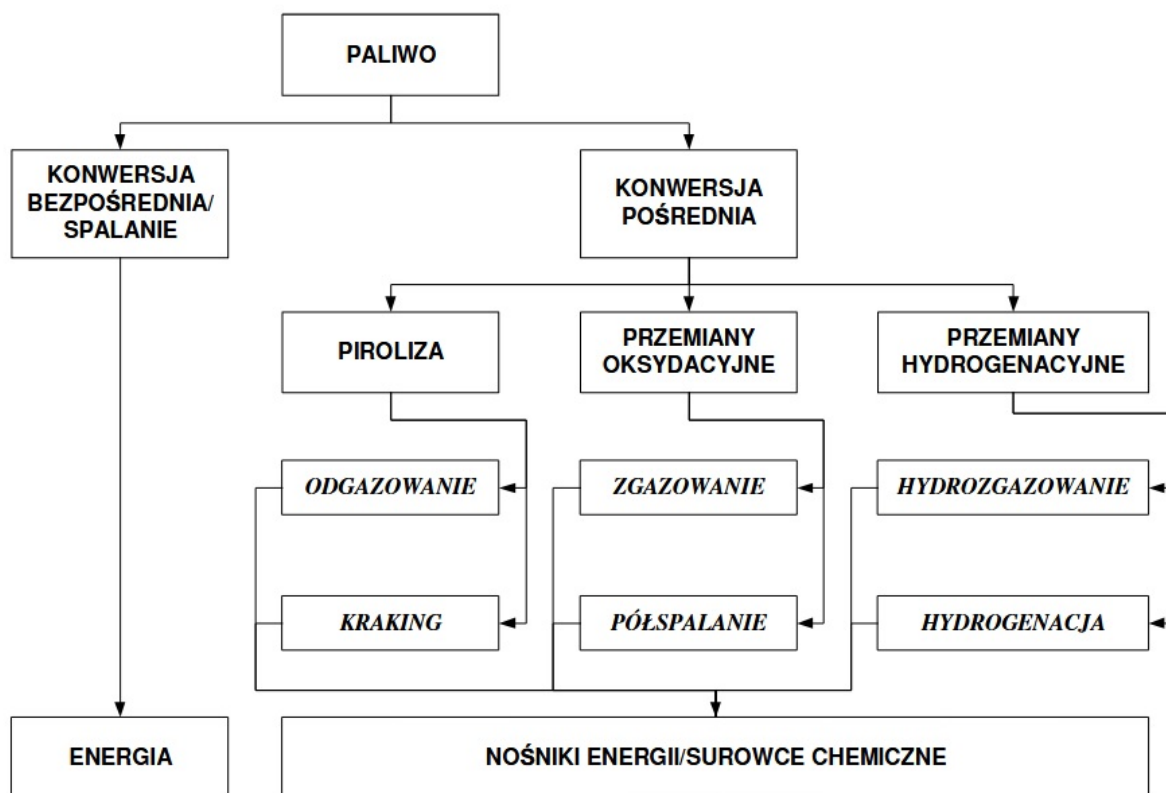 PALIWO
KONWERSJA
BEZPOŚREDNIA/
SPALANIE
KONWERSJA
POŚREDNIA
PIROLIZA
PRZEMIANY
OKSYDACYJNE
PRZEMIANY
HYDROGENACYJNE
ODGAZOWANIE
ZGAZOWANIE
HYDROZGAZOWANIE
KRAKING
PÓŁSPALANIE
HYDROGENACJA
ENERGIA
NOŚNIKI ENERGII/SUROWCE CHEMICZNE